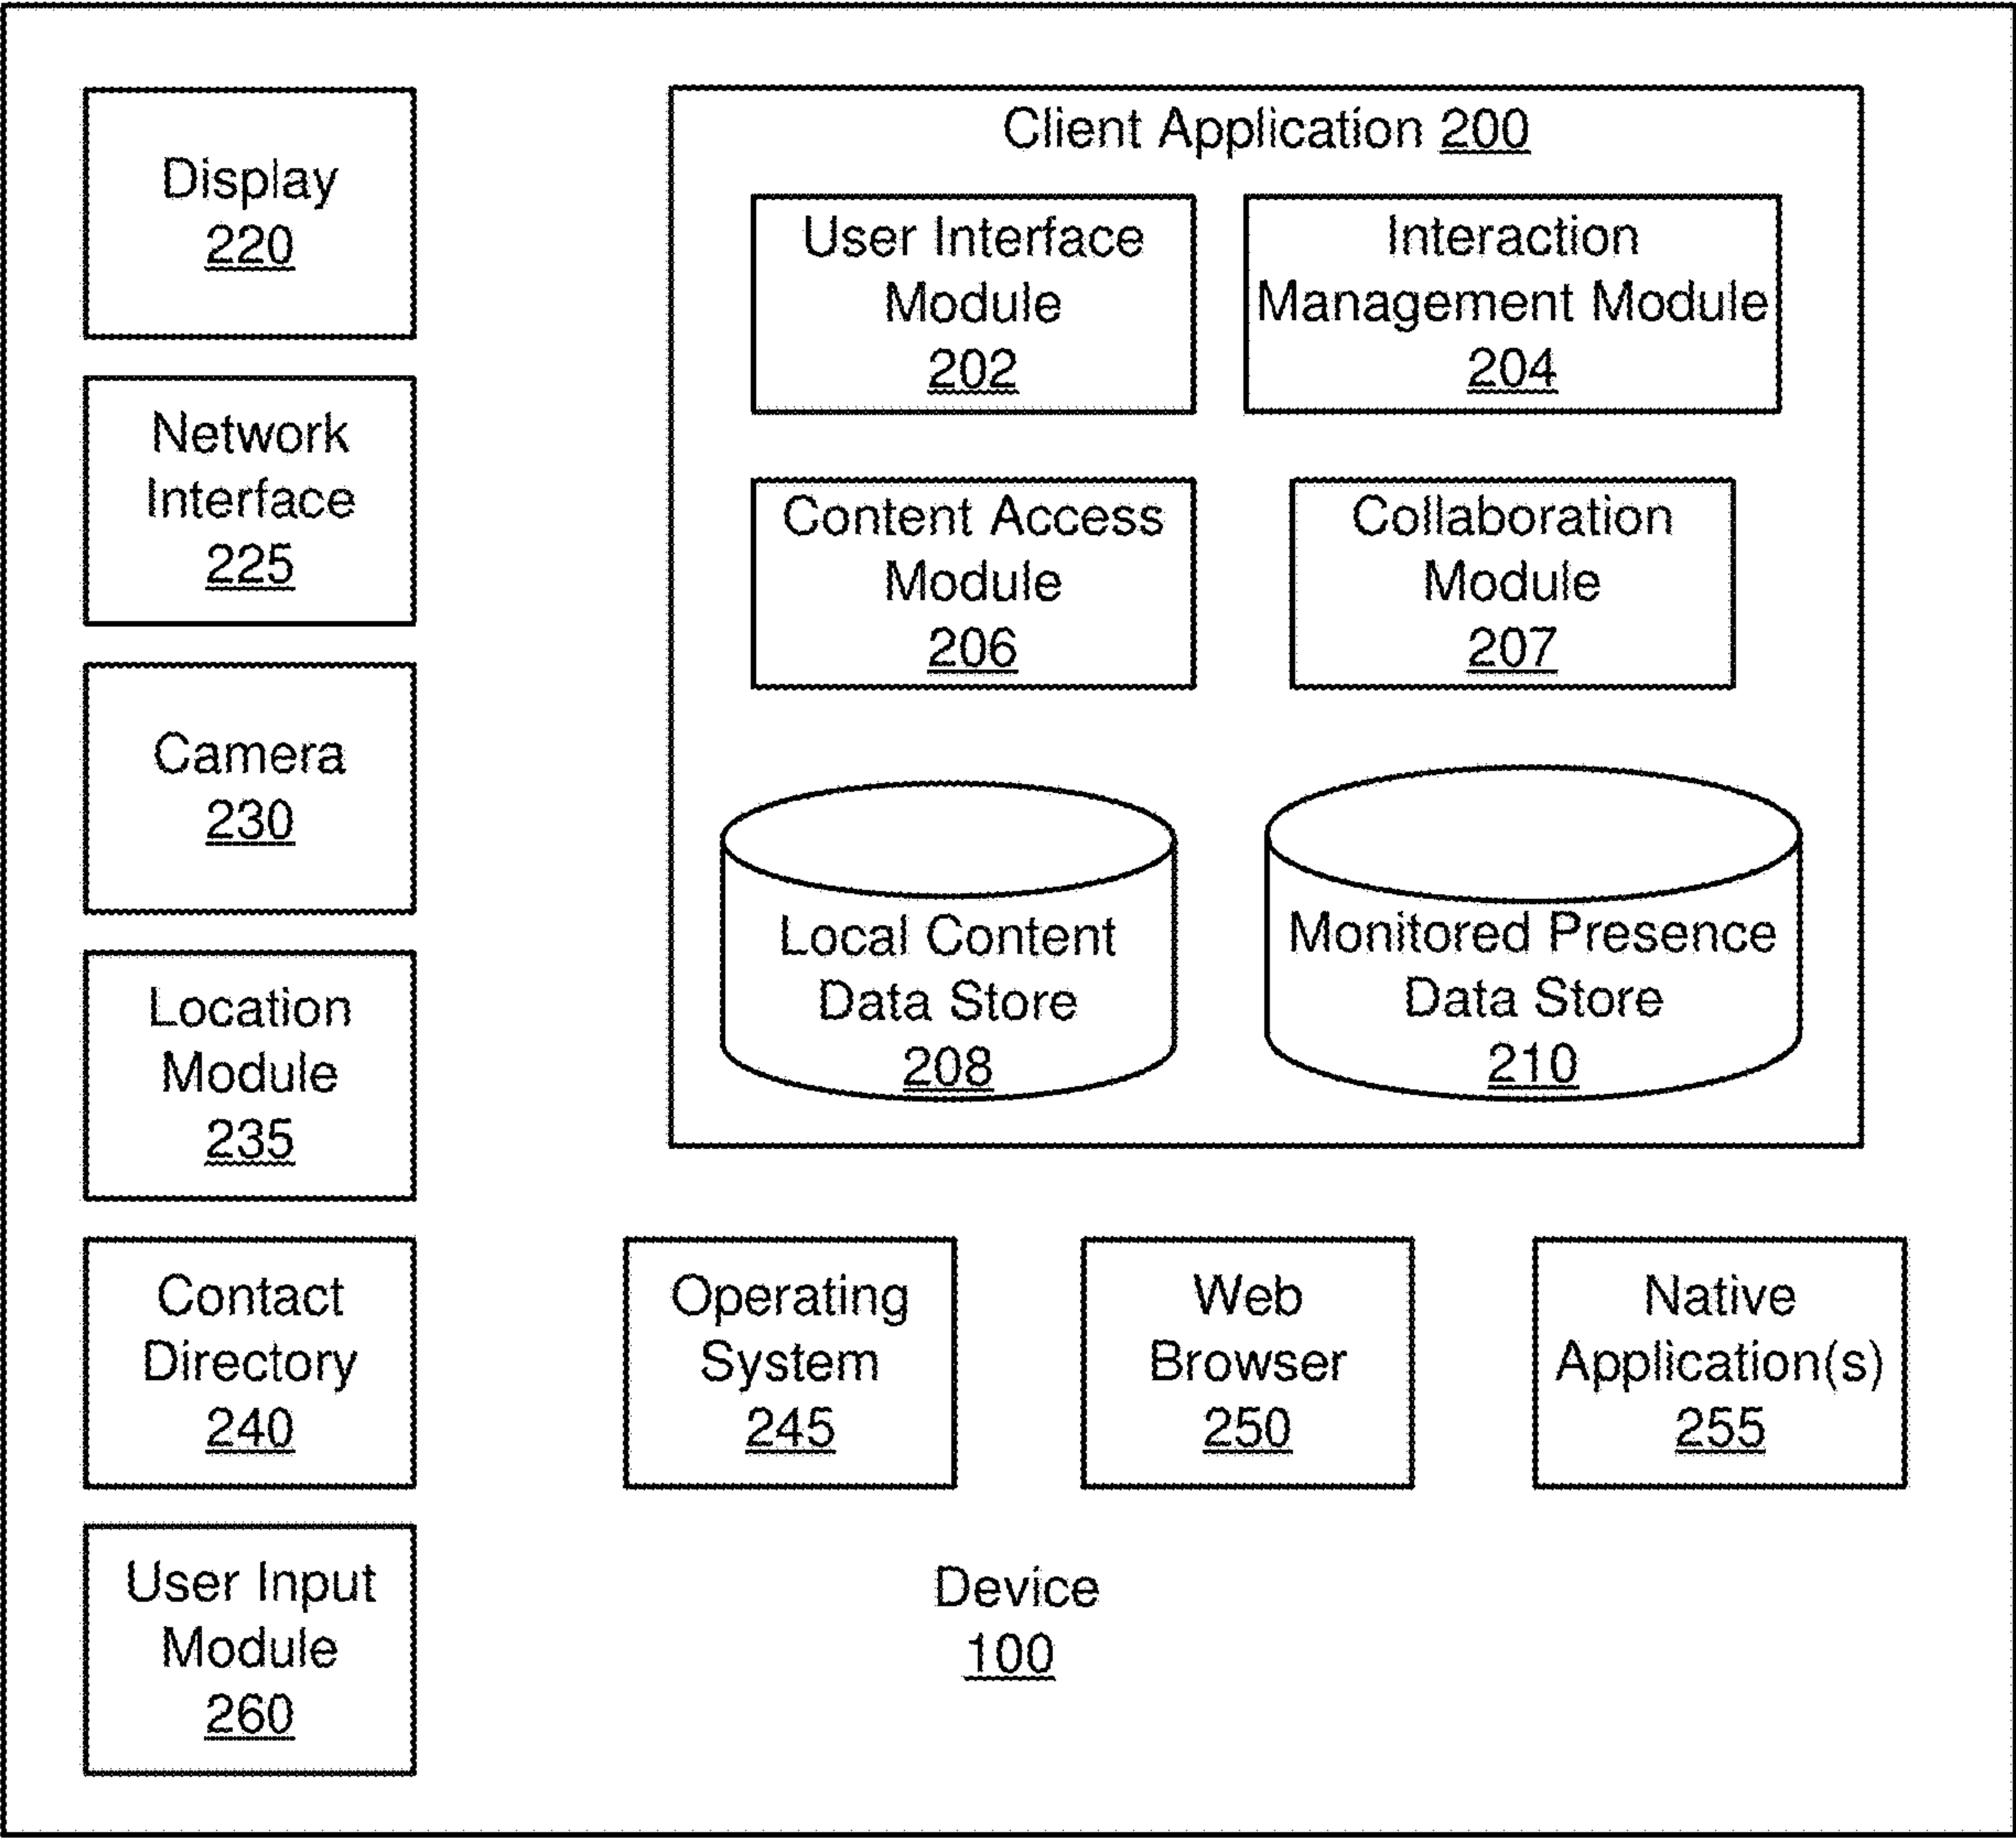 Display
220
Network
Interface
225
Camera
230
Location
Module
235
Contact
Directory
240
User Input
Module
260
Client Application 200
User Interface
Module
202
Interaction
Management Module
204
Content Access
Module
206
Collaboration
Module
207
Local Content
Data Store
208
Monitored Presence
Data Store
210
Operating
System
245
Web
Browser
250
Native
Application(s)
255
Device
100